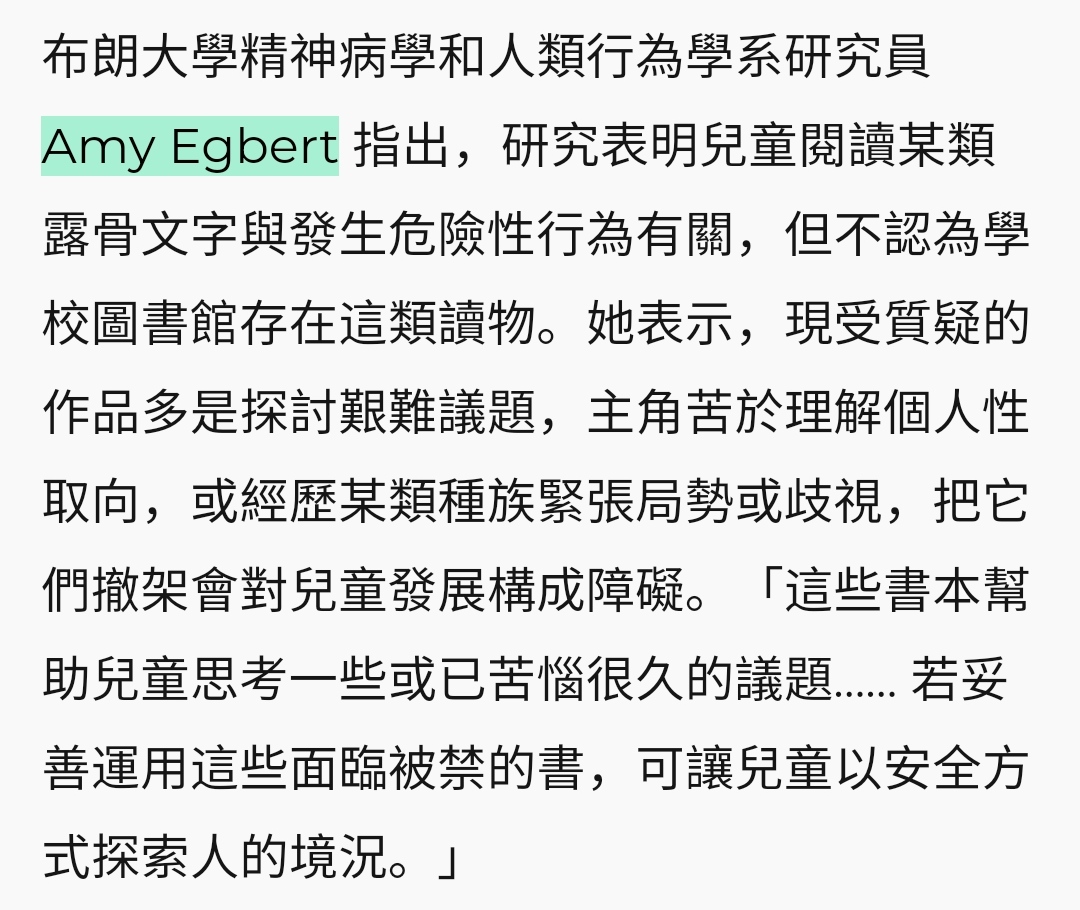 布朗大學精神病學和人類行為學系研究員
Amy Egbert 指出，研究表明兒童閱讀某類
露骨文字與發生危險性行為有關，但不認為學
校圖書館存在這類讀物。她表示，現受質疑的
作品多是探討艱難議題，主角苦於理解個人性
取向，或經歷某類種族緊張局勢或歧視，把它
們撤架會對兒童發展構成障礙。「這些書本幫
助兒童思考一些或已苦惱很久的議題...... 若妥
善運用這些面臨被禁的書，可讓兒童以安全方
式探索人的境況。」